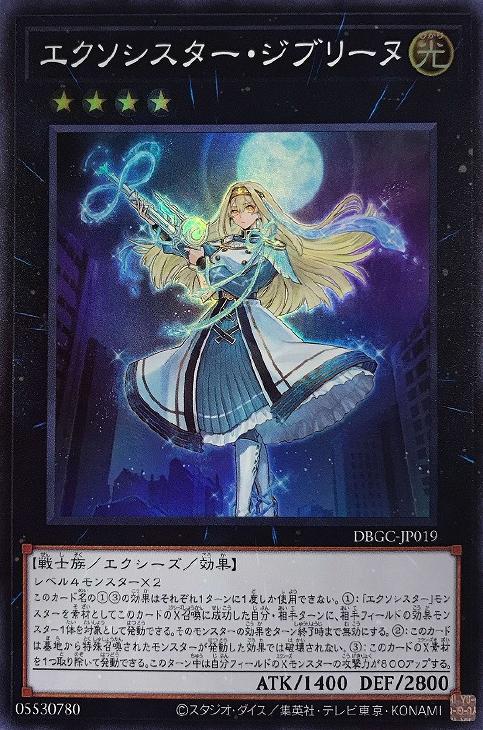 エクソシスター・ジブリーヌ
光
DBGC-JP019
[戦士族/エクシーズ/効果]
レベル4モンスター×2
このカード名の①③の効果はそれぞれ1ターンに1度しか使用できない。①:「エクソシスター」モン
スターを素材としてこのカードのX召喚に成功した自分・相手ターンに、相手フィールドの効果モン
スター1体を対象として発動できる。そのモンスターの効果をターン終了時まで無効にする。②:このカード
は墓地から特殊召喚されたモンスターが発動した効果では破壊されない。③:このカードのX素材
を1つ取り除いて発動できる。このターン中は自分フィールドのXモンスターの攻撃力が800アップする。
ATK/1400 DEF/2800
05530780 ©スタジオ・ダイス/集英社・テレビ東京・KONAMI